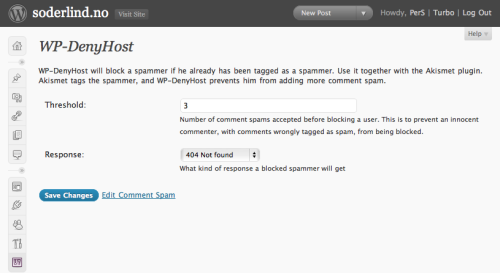 soderlind.no Visit Site New Post Howdy, PerS | Turbo | Log Out
Help
WP-DenyHost
WP-DenyHost will block a spammer if he already has been tagged as a spammer. Use it together with the Akismet plugin.
Akismet tags the spammer, and WP-DenyHost prevents him from adding more comment spam.
Threshold: 3
Number of comment spams accepted before blocking a user. This is to prevent an innocent
commenter, with comments wrongly tagged as spam, from being blocked.
Response: 404 Not found
What kind of response a blocked spammer will get
Save Changes Edit Comment Spam